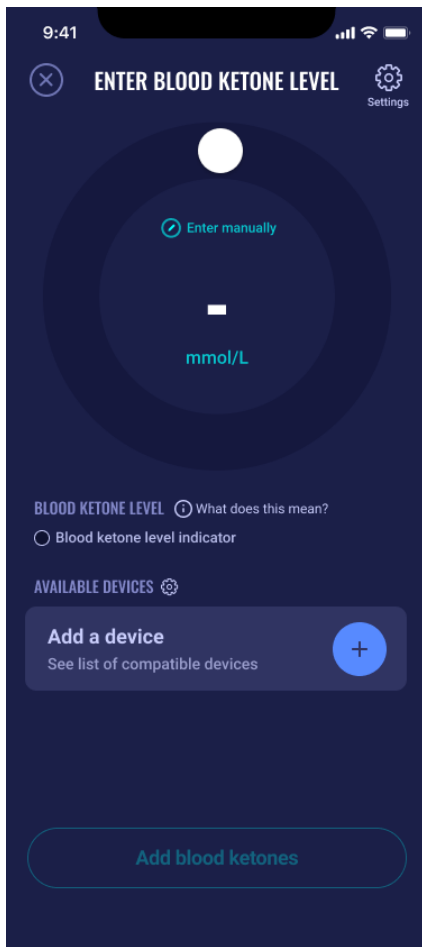 9:41
ENTER BLOOD KETONE LEVEL
Settings
Enter manually
-
mmol/L
BLOOD KETONE LEVEL What does this mean?
Blood ketone level indicator
AVAILABLE DEVICES
Add a device
See list of compatible devices
+
Add blood ketones